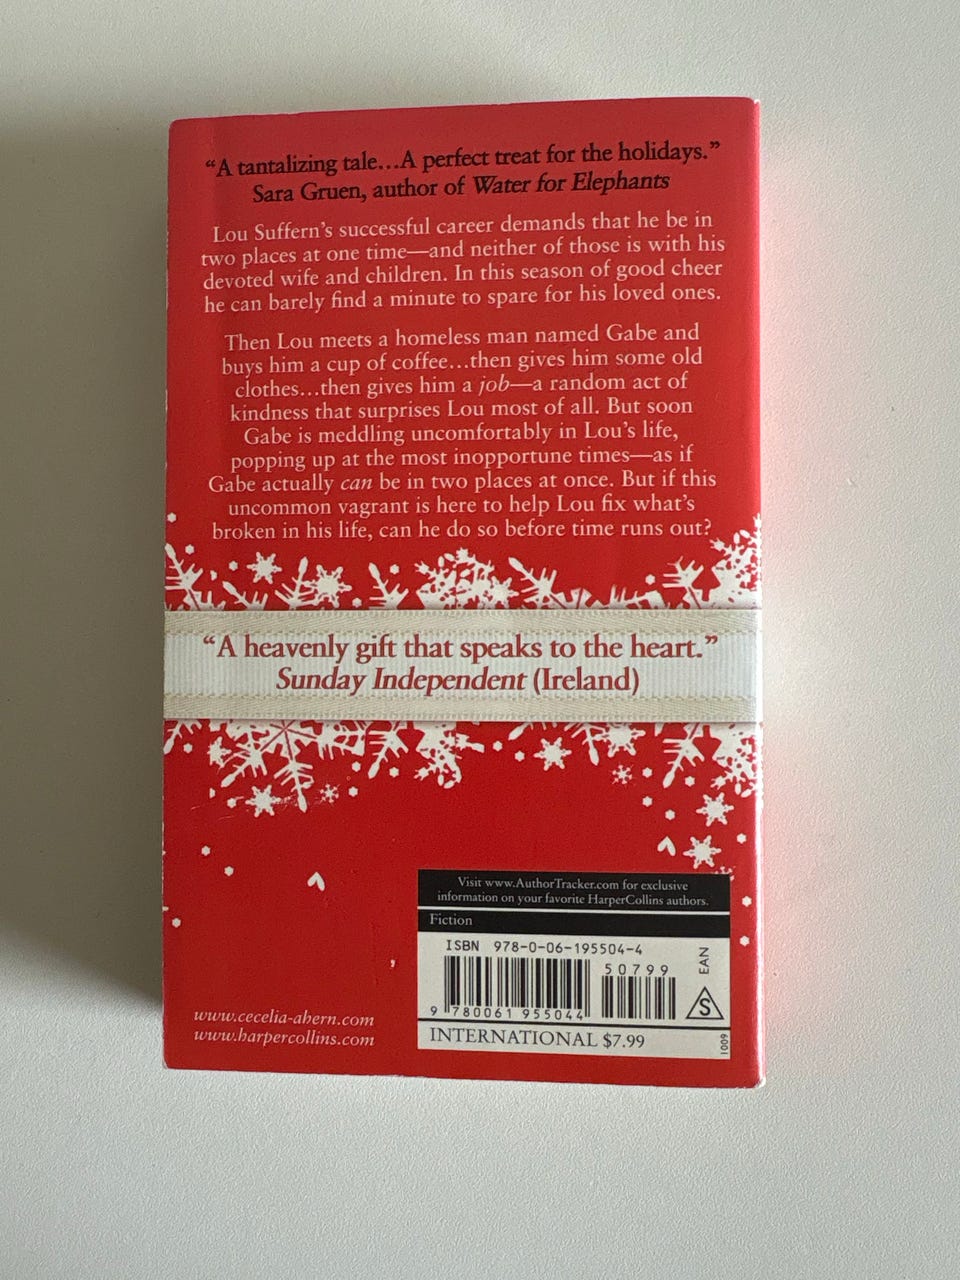 “A tantalizing tale...A perfect treat for the holidays.”
Sara Gruen, author of Water for Elephants
Lou Suffern’s successful career demands that he be in
two places at one time—and neither of those is with his
devoted wife and children. In this season of good cheer
he can barely find a minute to spare for his loved ones.
Then Lou meets a homeless man named Gabe and
buys him a cup of coffee...then gives him some old
clothes...then gives him a job—a random act of
kindness that surprises Lou most of all. But soon
Gabe is meddling uncomfortably in Lou’s life,
popping up at the most inopportune times—as if
Gabe actually can be in two places at once. But if this
uncommon vagrant is here to help Lou fix what’s
broken in his life, can he do so before time runs out?
“A heavenly gift that speaks to the heart.”
Sunday Independent (Ireland)
Visit www.AuthorTracker.com for exclusive
information on your favorite HarperCollins authors.
Fiction
ISBN 978-0-06-195504-4
50799
EAN
9 780061 955044
S
INTERNATIONAL $7.99
1009
www.cecelia-ahern.com
www.harpercollins.com